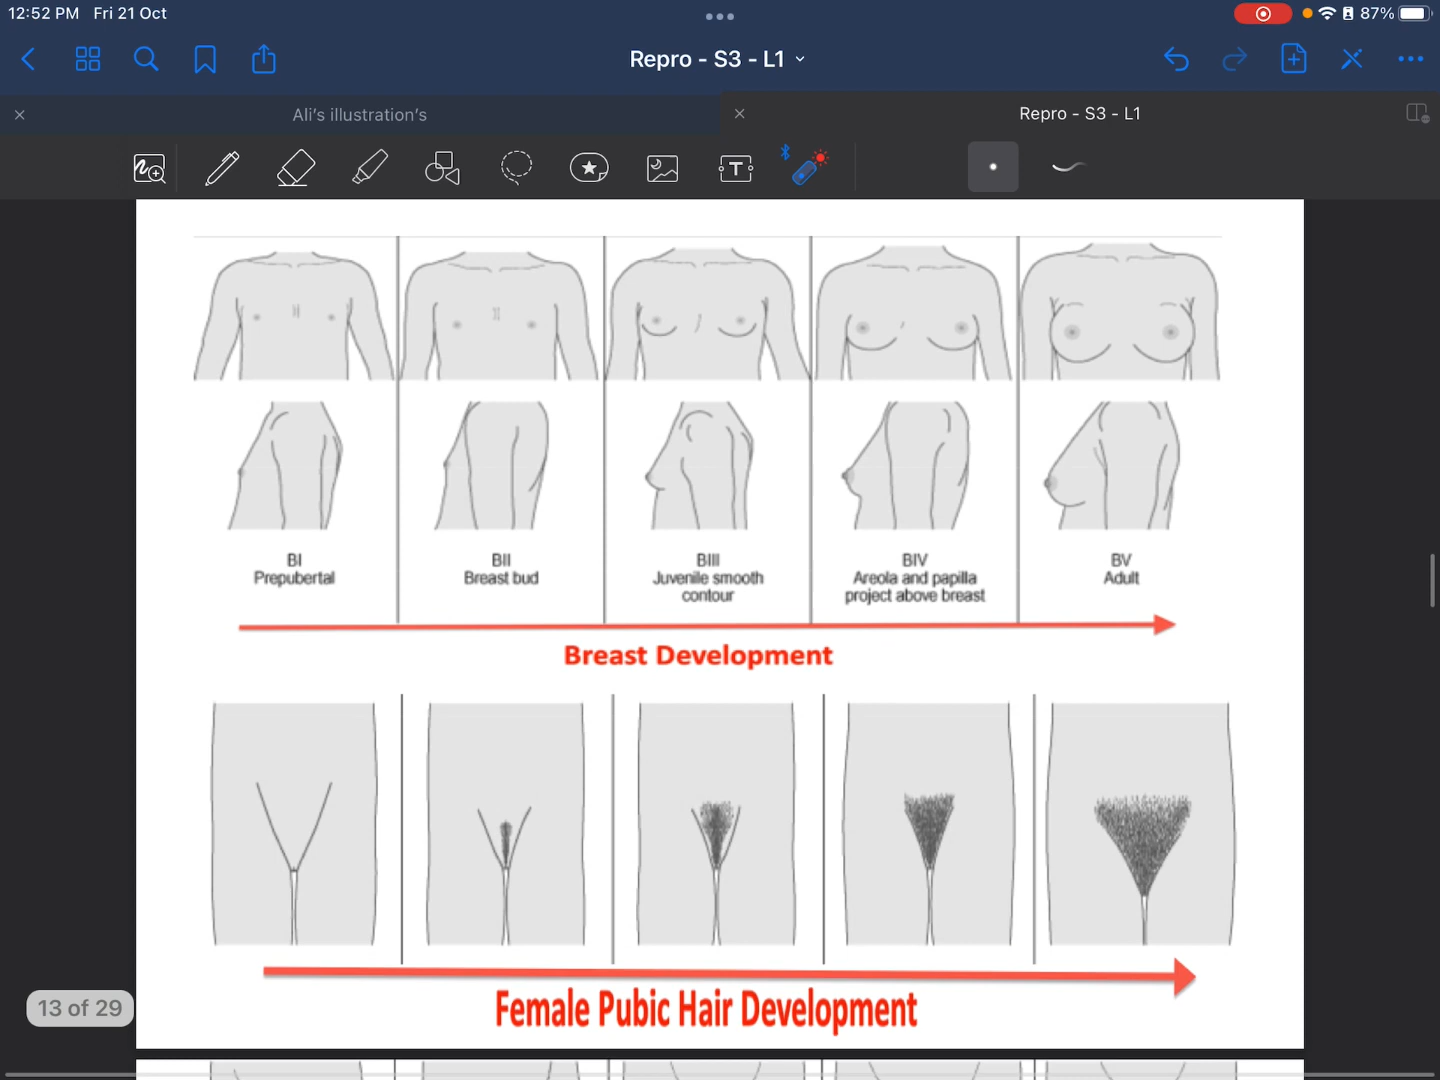 12:52 PM Fri 21 Oct
87%
Repro - S3 - L1
Ali's illustration's
Repro - S3 - L1
T
BI
Prepubertal
BII
Breast bud
BIII
Juvenile smooth
contour
BIV
Areola and papilla
project above breast
BV
Adult
Breast Development
Female Pubic Hair Development
13 of 29